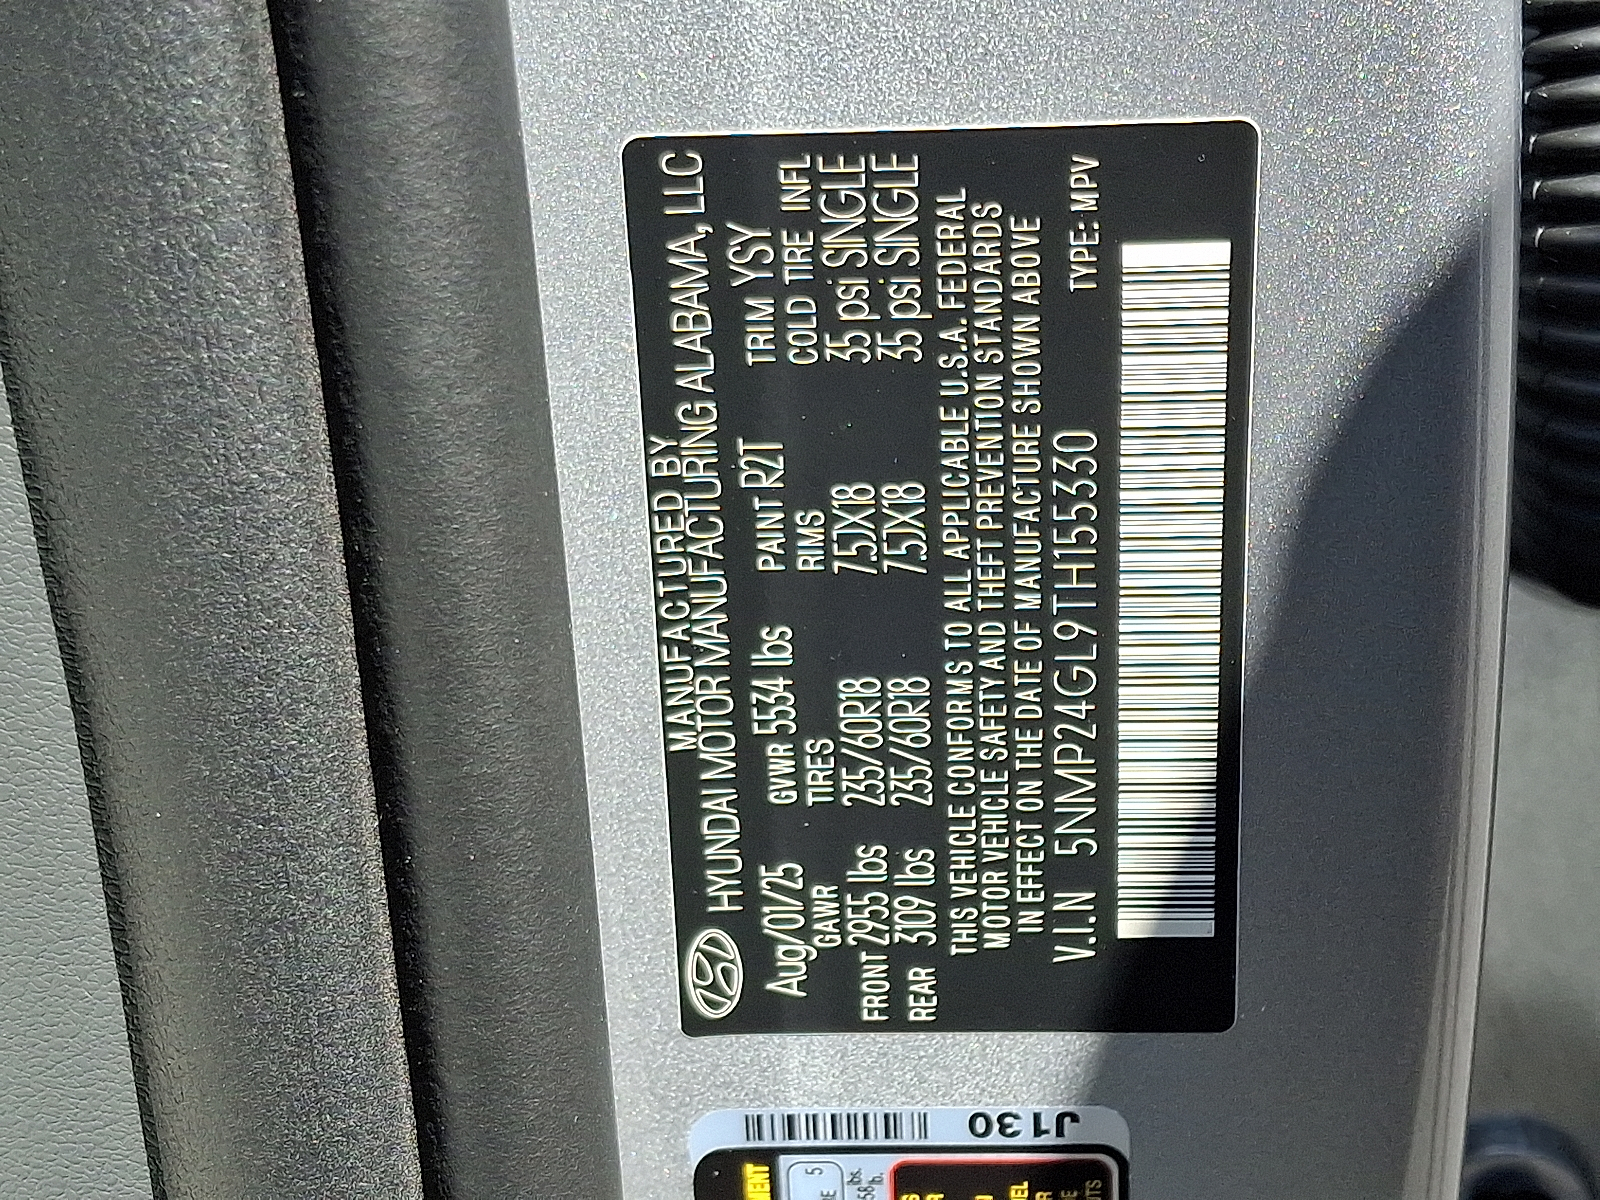 MANUFACTURED BY
HYUNDAI MOTOR MANUFACTURING ALABAMA, LLC
Aug/01/25 GVWR 5534 lbs PAINT R2T TRIM YSY
GAWR TIRES RIMS COLD TIRE INFL
FRONT 2955 lbs 235/60R18 7.5JX18 35 psi SINGLE
REAR 3109 lbs 235/60R18 7.5JX18 35 psi SINGLE
THIS VEHICLE CONFORMS TO ALL APPLICABLE U.S.A. FEDERAL
MOTOR VEHICLE SAFETY AND THEFT PREVENTION STANDARDS
IN EFFECT ON THE DATE OF MANUFACTURE SHOWN ABOVE
V.I.N 5NMP24GL9TH155330 TYPE: MPV
J130
5